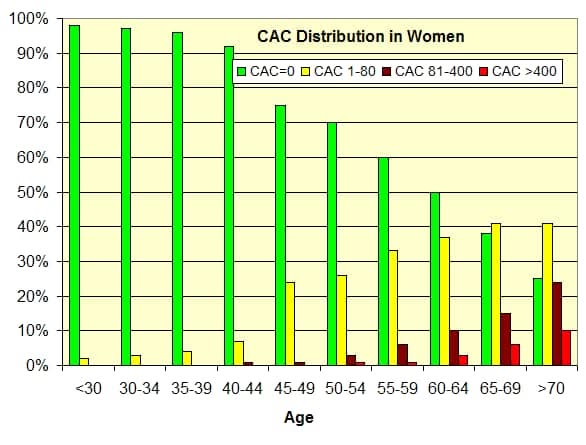 CAC Distribution in Women
CAC=0 CAC 1-80 CAC 81-400 CAC >400
100%
90%
80%
70%
60%
50%
40%
30%
20%
10%
0%
<30 30-34 35-39 40-44 45-49 50-54 55-59 60-64 65-69 >70
Age